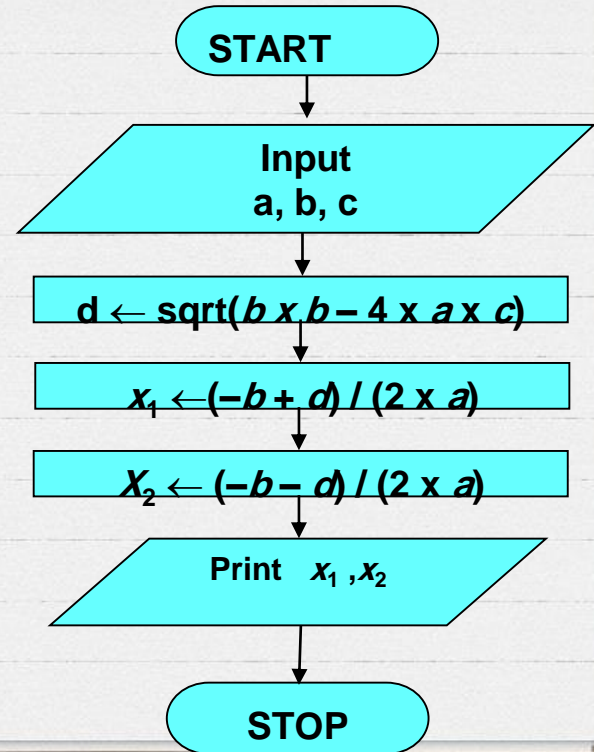 START
Input
a, b, c
d ← sqrt(b x b – 4 x a x c)
x₁ ←(–b + d) / (2 x a)
X₂ ← (–b – d) / (2 x a)
Print x₁ ,x₂
STOP